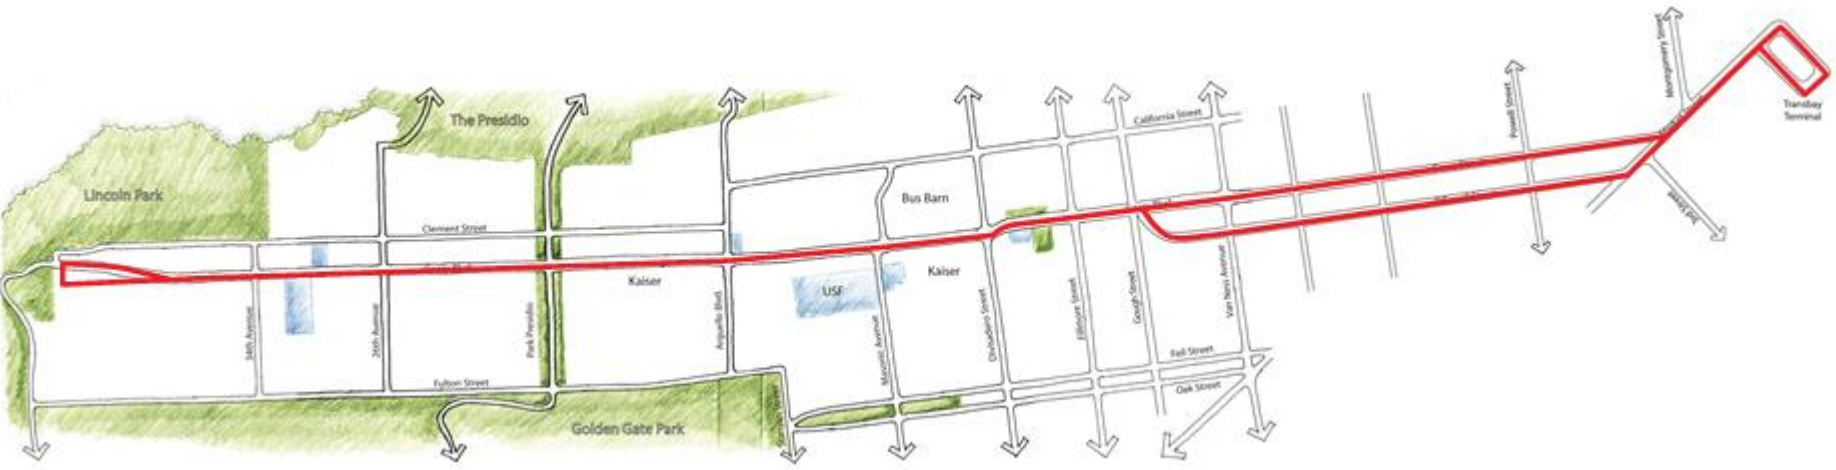 The Presidio
Lincoln Park
Clement Street
Kaiser
34th Avenue
26th Avenue
Park Presidio
Arguello Blvd.
Fulton Street
Golden Gate Park
California Street
Bus Barn
USF
Kaiser
Masonic Avenue
Divisadero Street
Fillmore Street
Gough Street
Van Ness Avenue
Fell Street
Oak Street
Powell Street
Montgomery Street
3rd Street
Transbay
Terminal